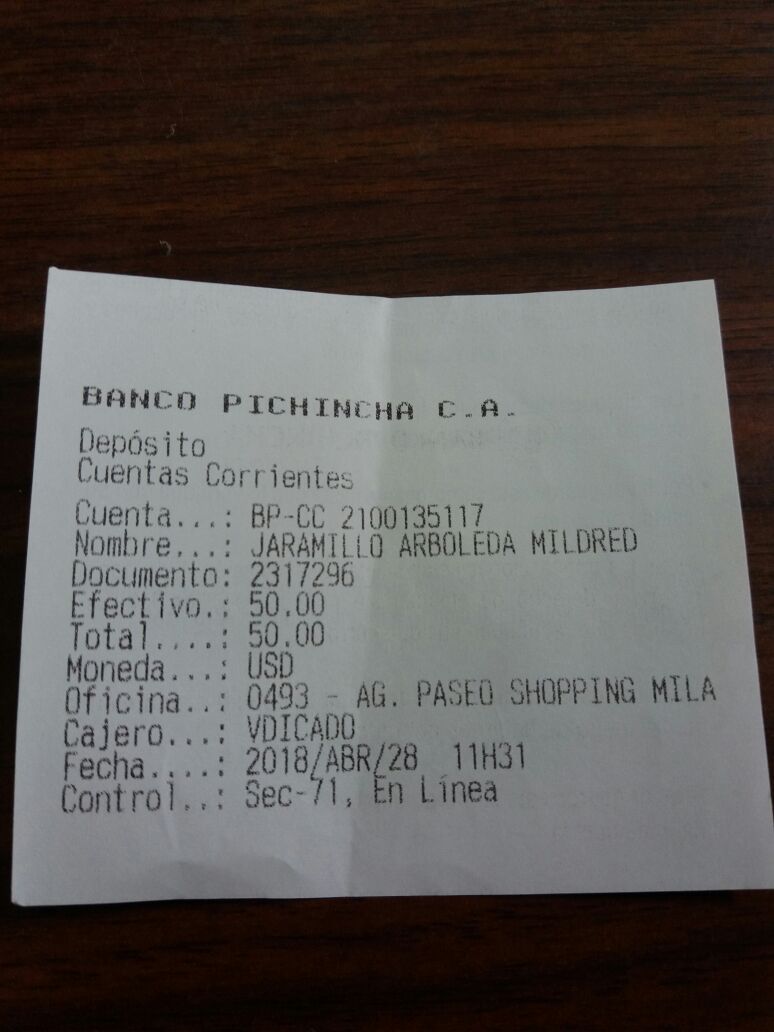 BANCO PICHINCHA C.A.
Depósito
Cuentas Corrientes
Cuenta...: BP-CC 2100135117
Nombre...: JARAMILLO ARBOLEDA MILDRED
Documento: 2317296
Efectivo.: 50.00
Total....: 50.00
Moneda...: USD
Oficina..: 0493 - AG. PASEO SHOPPING MILA
Cajero...: VDICADO
Fecha....: 2018/ABR/28 11H31
Control..: Sec-71, En Línea